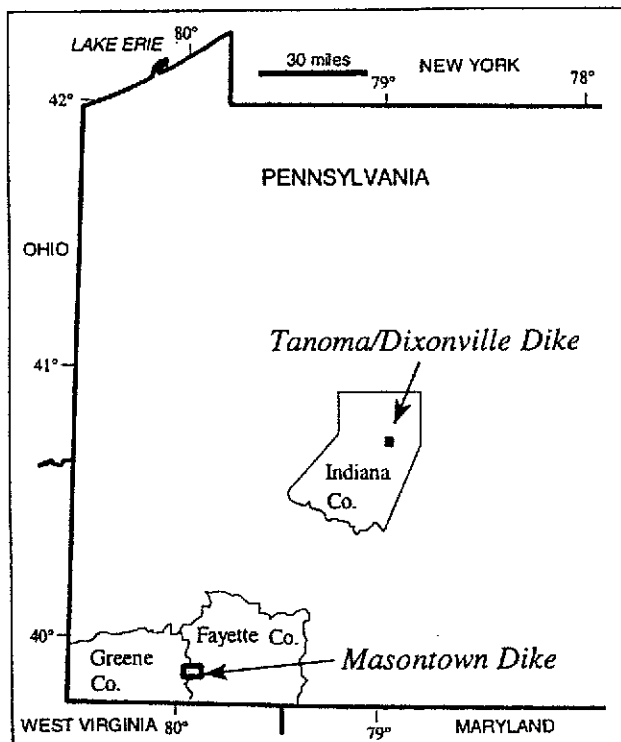 LAKE ERIE
80°
30 miles
NEW YORK
79°
78°
42°
PENNSYLVANIA
OHIO
Tanoma/Dixonville Dike
41°
Indiana
Co.
40°
Fayette Co.
Greene
Co.
Masontown Dike
WEST VIRGINIA
80°
79°
MARYLAND